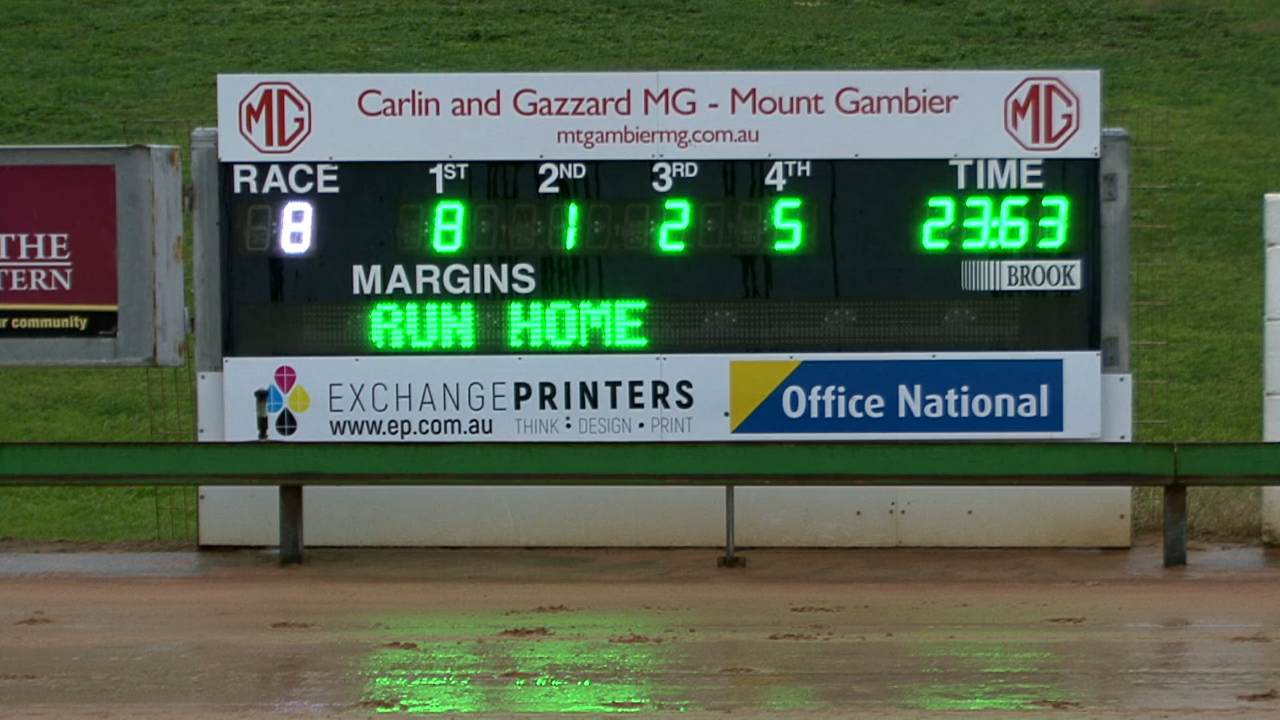 MG Carlin and Gazzard MG - Mount Gambier MG
mtgambiermg.com.au
RACE 1ST 2ND 3RD 4TH TIME
8 8 1 2 5 23.63
MARGINS
BROOK
RUN HOME
EXCHANGEPRINTERS
www.ep.com.au THINK : DESIGN • PRINT
Office National
THE
TERN
r community